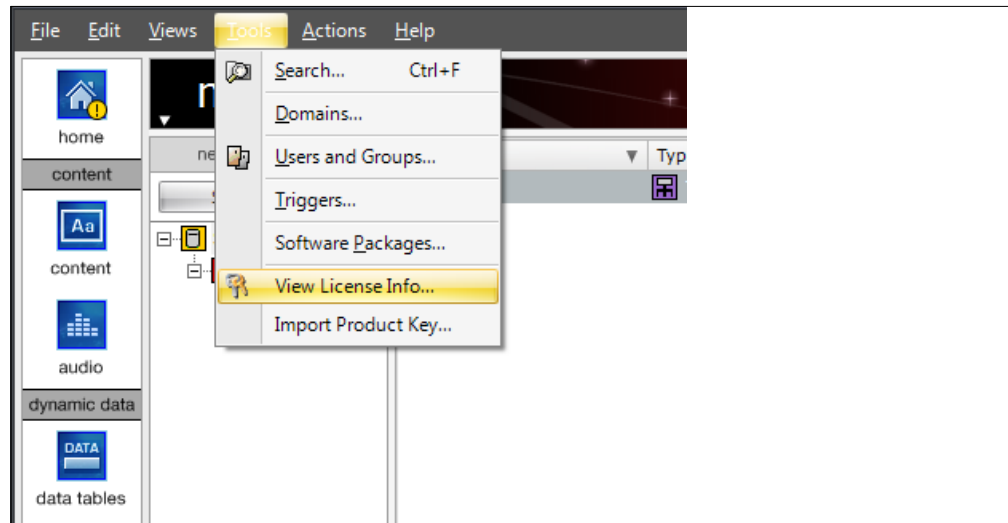 File Edit Views Tools Actions Help
Search... Ctrl+F
Domains...
Users and Groups...
Triggers...
Software Packages...
View License Info...
Import Product Key...
home
content
Aa
content
audio
dynamic data
DATA
data tables